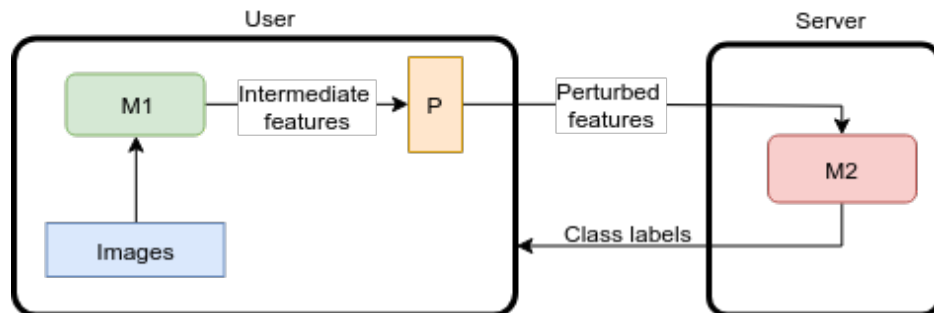 User
Server
M1
Intermediate
features
P
Perturbed
features
M2
Images
Class labels